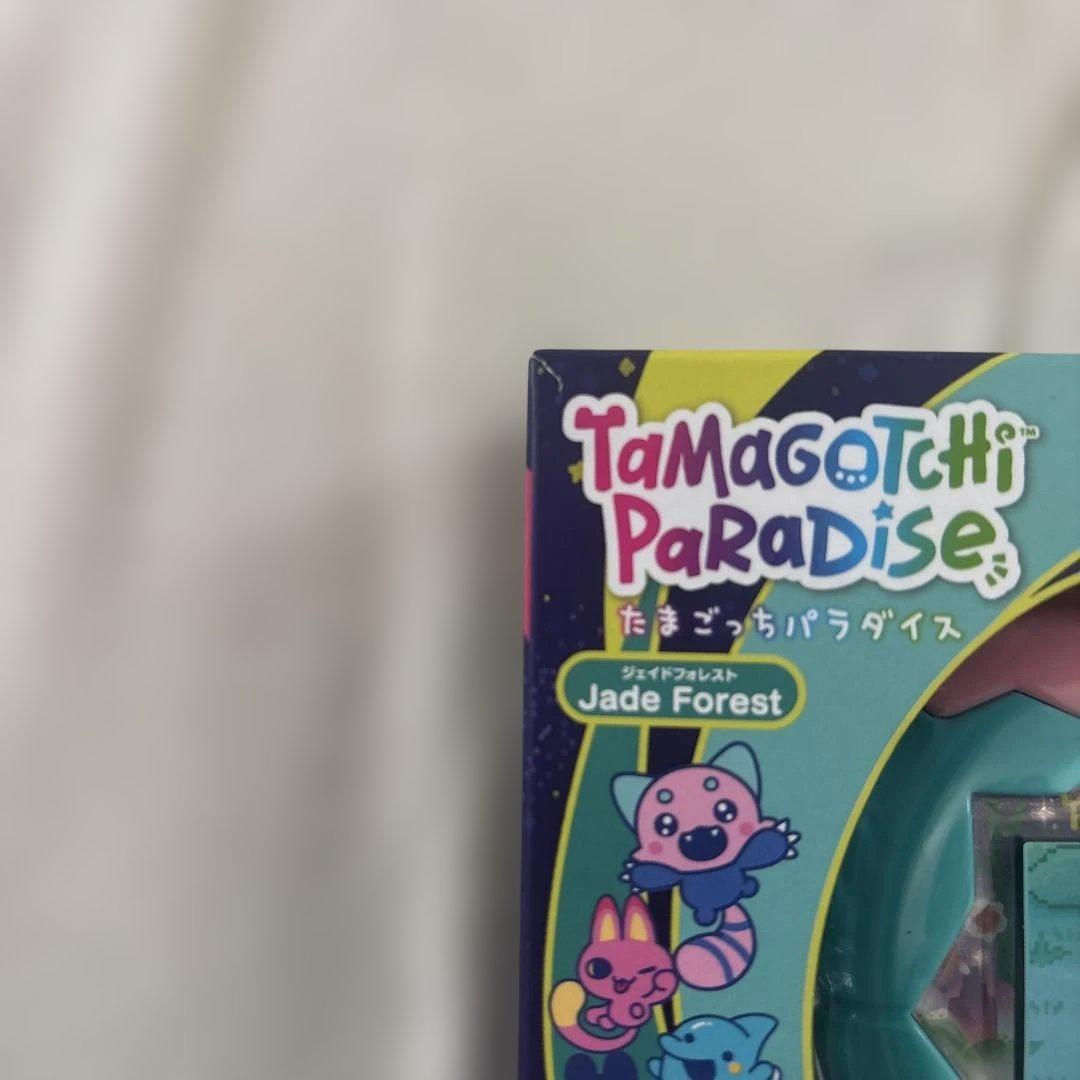 TaMaGOTCHi™
PaRaDiSe
たまごっちパラダイス
ジェイドフォレスト
Jade Forest